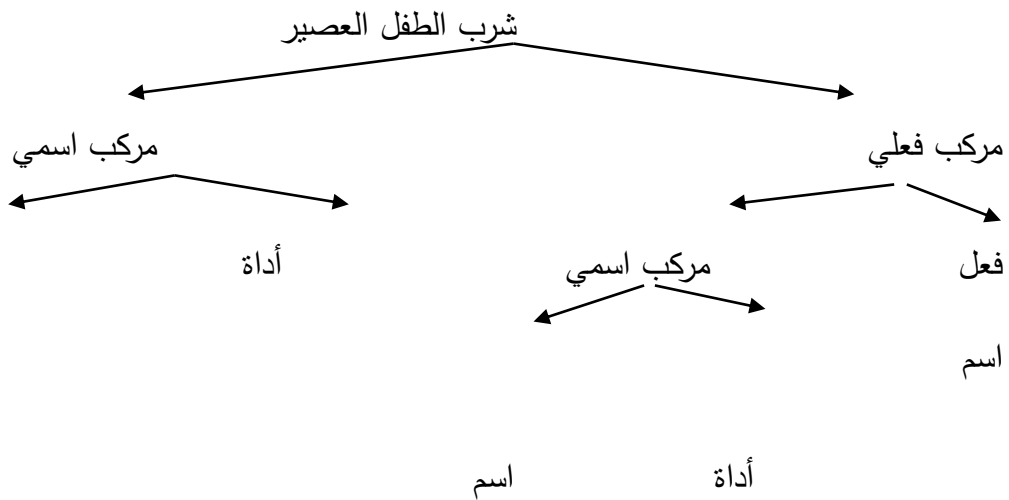 شرب الطفل العصير
مركب فعلي مركب اسمي
فعل مركب اسمي أداة
اسم
أداة اسم